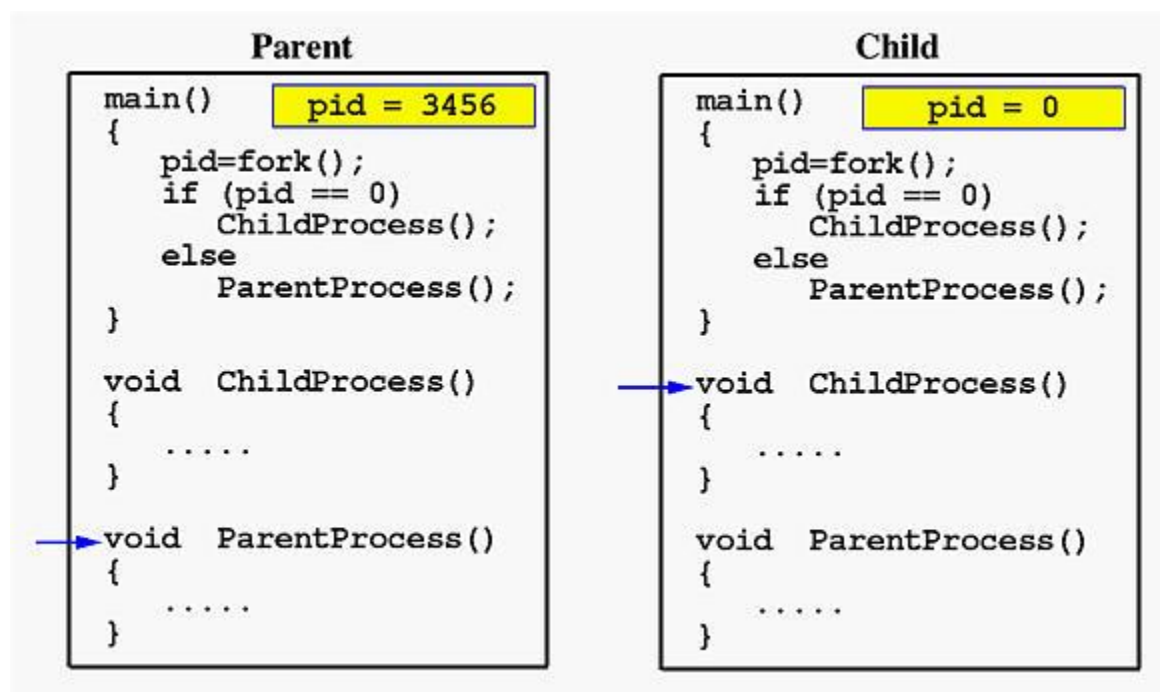 Parent
main()
pid = 3456
{
pid=fork();
if (pid == 0)
ChildProcess();
else
ParentProcess();
}
void ChildProcess()
{
.....
}
void ParentProcess()
{
.....
}
Child
main()
pid = 0
{
pid=fork();
if (pid == 0)
ChildProcess();
else
ParentProcess();
}
void ChildProcess()
{
.....
}
void ParentProcess()
{
.....
}